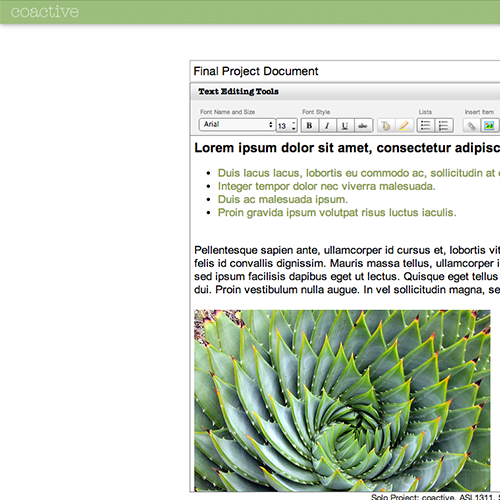 coactive
Final Project Document
Text Editing Tools
Font Name and Size
Font Style
Lists
Insert Item
Arial
13
B I U abc
Lorem ipsum dolor sit amet, consectetur adipisc
Duis lacus lacus, lobortis eu commodo ac, sollicitudin at
Integer tempor dolor nec viverra malesuada.
Duis ac malesuada ipsum.
Proin gravida ipsum volutpat risus luctus iaculis.
Pellentesque sapien ante, ullamcorper id cursus et, lobortis vit
felis id convallis dignissim. Mauris massa tellus, ullamcorper i
sed ipsum facilisis dapibus eget ut lectus. Quisque eget tellus
dui. Proin vestibulum nulla augue. In vel sollicitudin magna, se
Solo Project: coactive, ASL1311,